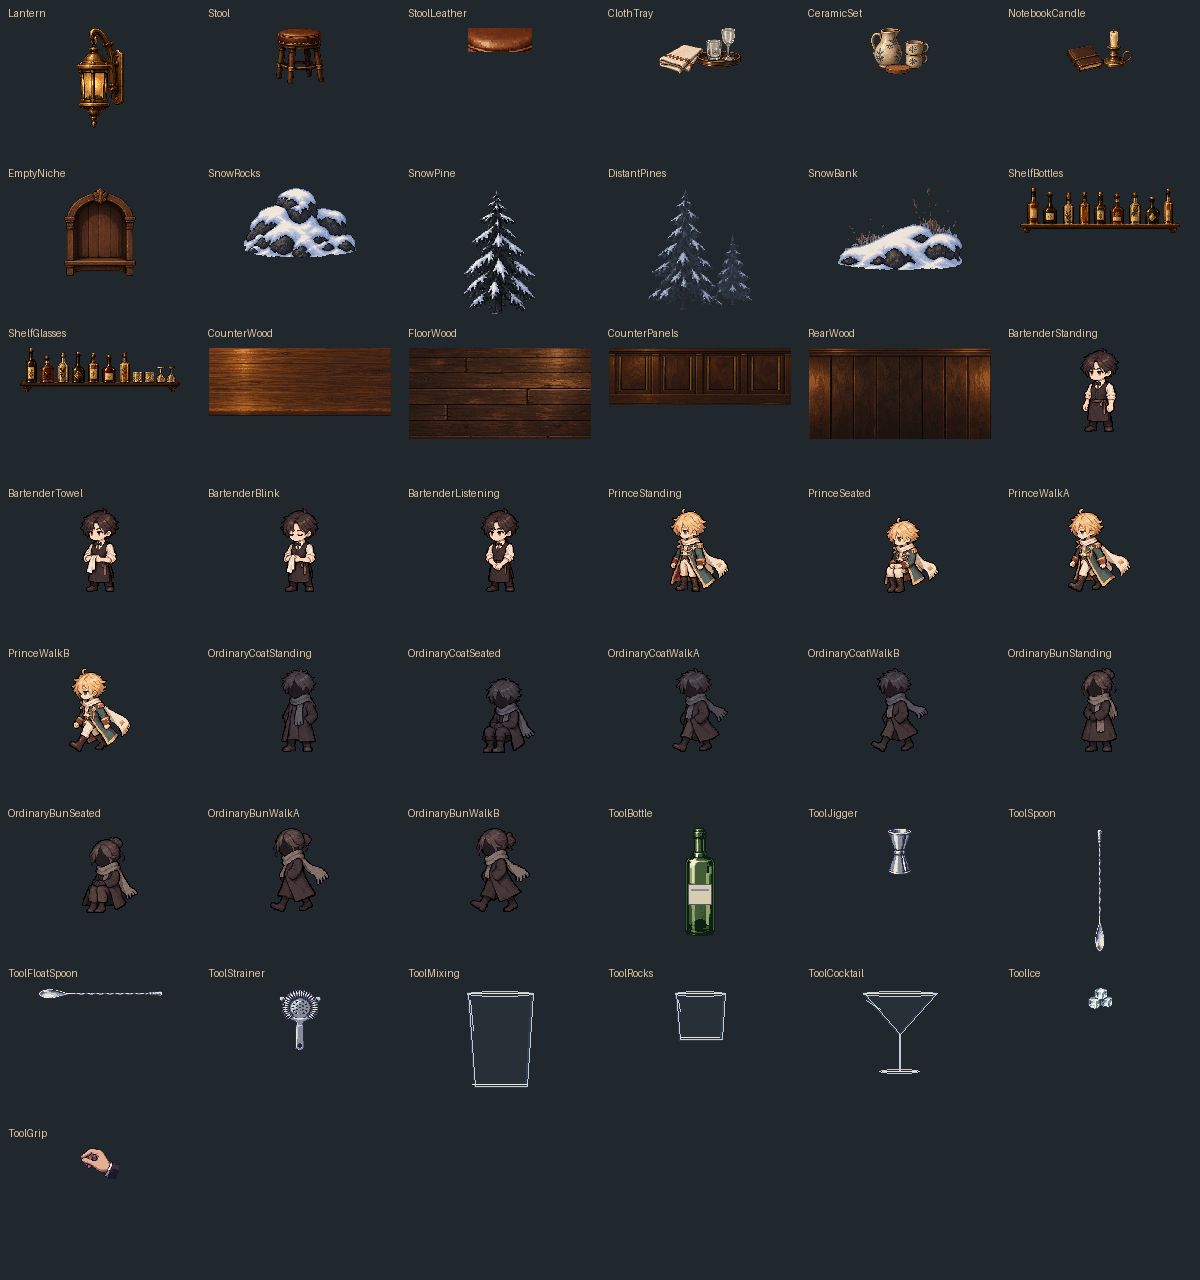 Lantern
Stool
StoolLeather
ClothTray
CeramicSet
NotebookCandle
EmptyNiche
SnowRocks
SnowPine
DistantPines
SnowBank
ShelfBottles
ShelfGlasses
CounterWood
FloorWood
CounterPanels
RearWood
BartenderStanding
BartenderTowel
BartenderBlink
BartenderListening
PrinceStanding
PrinceSeated
PrinceWalkA
PrinceWalkB
OrdinaryCoatStanding
OrdinaryCoatSeated
OrdinaryCoatWalkA
OrdinaryCoatWalkB
OrdinaryBunStanding
OrdinaryBunSeated
OrdinaryBunWalkA
OrdinaryBunWalkB
ToolBottle
ToolJigger
ToolSpoon
ToolFloatSpoon
ToolStrainer
ToolMixing
ToolRocks
ToolCocktail
ToolIce
ToolGrip